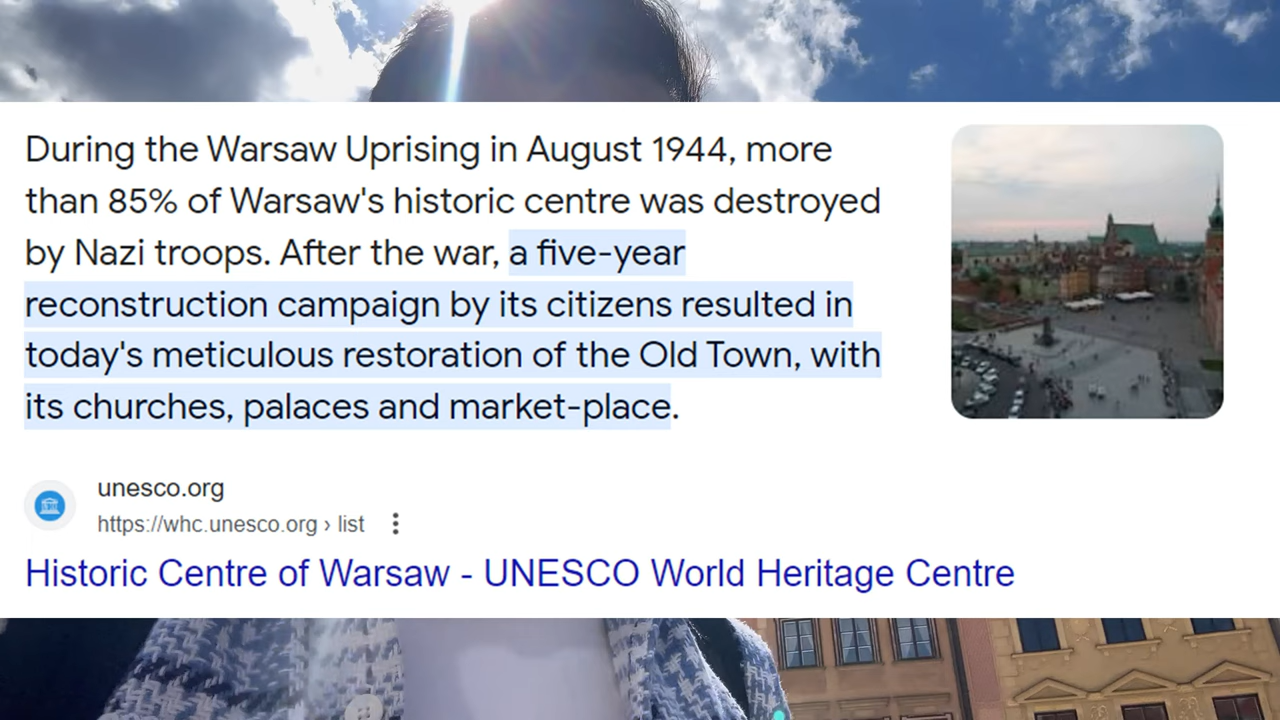 During the Warsaw Uprising in August 1944, more
than 85% of Warsaw's historic centre was destroyed
by Nazi troops. After the war, a five-year
reconstruction campaign by its citizens resulted in
today's meticulous restoration of the Old Town, with
its churches, palaces and market-place.
unesco.org
https://whc.unesco.org › list
Historic Centre of Warsaw - UNESCO World Heritage Centre